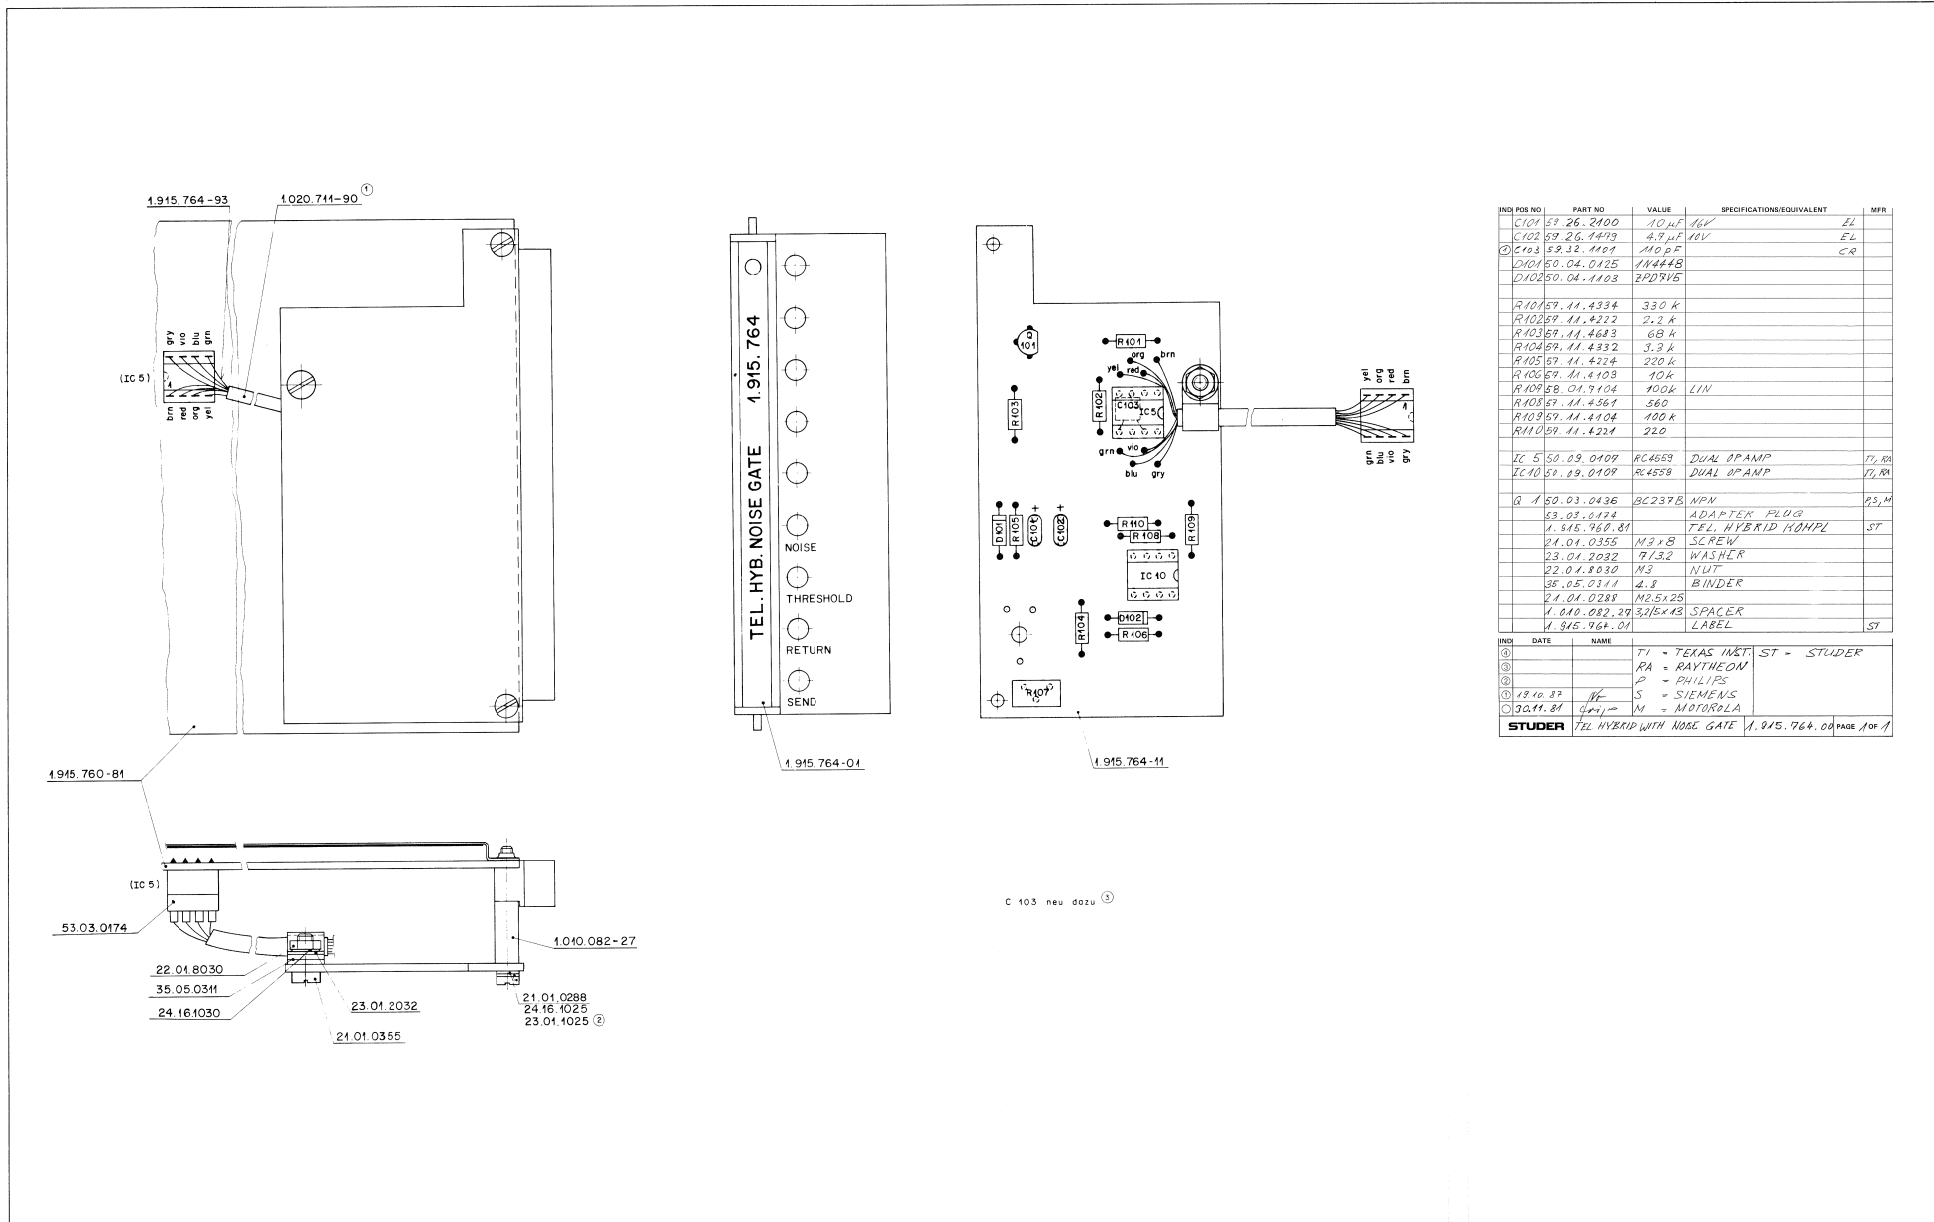 1.915.764-93
1.020.711-90 ①
gry
vio
blu
grn
(IC 5)
1
brn
red
org
yel
1.915.760-81
(IC 5)
53.03.0174
22.01.8030
35.05.0311
24.16.1030
23.01.2032
21.01.0355
1.010.082-27
21.01.0288
24.16.1025
23.01.1025 ②
TEL. HYB. NOISE GATE 1.915.764
NOISE
THRESHOLD
RETURN
SEND
1.915.764-01
Q
101
R101
org
brn
yel
red
R103
R102
C103
IC5
grn
vio
blu
gry
yel
org
red
brn
1
grn
blu
vio
gry
D101
R105
C101 +
C102 +
R110
R108
R109
IC10
R104
D102
R106
R107
1.915.764-11
C 103 neu dazu ③
IND POS NO PART NO VALUE SPECIFICATIONS/EQUIVALENT MFR
C101 59.26.2100 10 µF 16V EL
C102 59.26.1479 4.7 µF 10V EL
① C103 59.32.1101 110 pF CR
D101 50.04.0125 1N4448
D102 50.04.1103 ZPD7V5
R101 57.11.4334 330 k
R102 57.11.4222 2.2 k
R103 57.11.4683 68 k
R104 57.11.4332 3.3 k
R105 57.11.4224 220 k
R106 57.11.4103 10k
R107 58.01.7104 100k LIN
R108 57.11.4561 560
R109 57.11.4104 100 k
R110 57.11.4221 220
IC 5 50.09.0107 RC4559 DUAL OP AMP TI, RA
IC 10 50.09.0107 RC4559 DUAL OP AMP TI, RA
Q 1 50.03.0436 BC237B NPN P,S,M
53.03.0174 ADAPTER PLUG
1.915.760.81 TEL. HYBRID KOMPL ST
21.01.0355 M3x8 SCREW
23.01.2032 7/3.2 WASHER
22.01.8030 M3 NUT
35.05.0311 4.8 BINDER
21.01.0288 M2.5x25
1.010.082.27 3,2/5x13 SPACER
1.915.764.01 LABEL ST
IND DATE NAME
④ TI = TEXAS INST. ST = STUDER
③ RA = RAYTHEON
② P = PHILIPS
① 19.10.87 S = SIEMENS
○ 30.11.81 M = MOTOROLA
STUDER TEL HYBRID WITH NOISE GATE 1.915.764.00 PAGE 1 OF 1